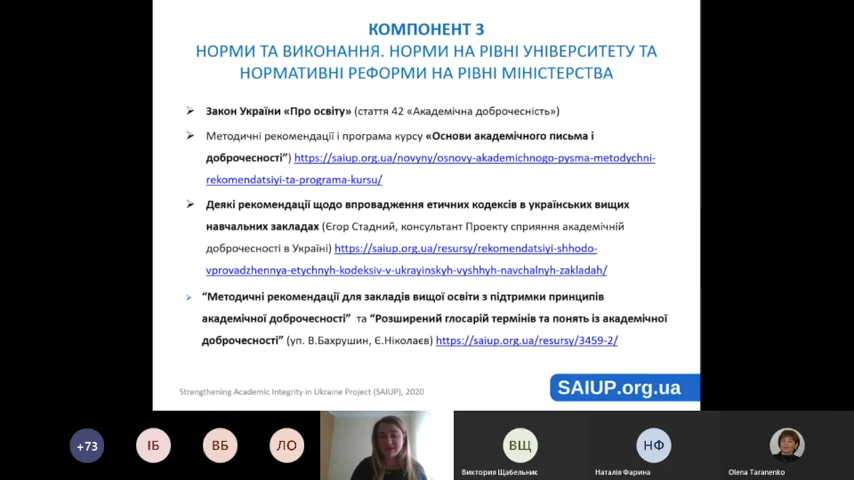 КОМПОНЕНТ 3
НОРМИ ТА ВИКОНАННЯ. НОРМИ НА РІВНІ УНІВЕРСИТЕТУ ТА
НОРМАТИВНІ РЕФОРМИ НА РІВНІ МІНІСТЕРСТВА
Закон України «Про освіту» (стаття 42 «Академічна доброчесність»)
Методичні рекомендації і програма курсу «Основи академічного письма і
доброчесності") https://saiup.org.ua/novyny/osnovy-akademichnogo-pysma-metodychni-
rekomendatsiyi-ta-programa-kursu/
Деякі рекомендації щодо впровадження етичних кодексів в українських вищих
навчальних закладах (Єгор Стадний, консультант Проекту сприяння академічній
доброчесності в Україні) https://saiup.org.ua/resursy/rekomendatsiyi-shhodo-
vprovadzhennya-etychnyh-kodeksiv-v-ukrayinskyh-vyshhyh-navchalnyh-zakladah/
"Методичні рекомендації для закладів вищої освіти з підтримки принципів
академічної доброчесності" та "Розширений глосарій термінів та понять із академічної
доброчесності" (уп. В.Бахрушин, Є.Ніколаєв) https://saiup.org.ua/resursy/3459-2/
Strengthening Academic Integrity in Ukraine Project (SAIUP), 2020
SAIUP.org.ua
+73
ІБ
ВБ
ЛО
ВЩ
НФ
Виктория Щабельник
Наталія Фарина
Olena Taranenko